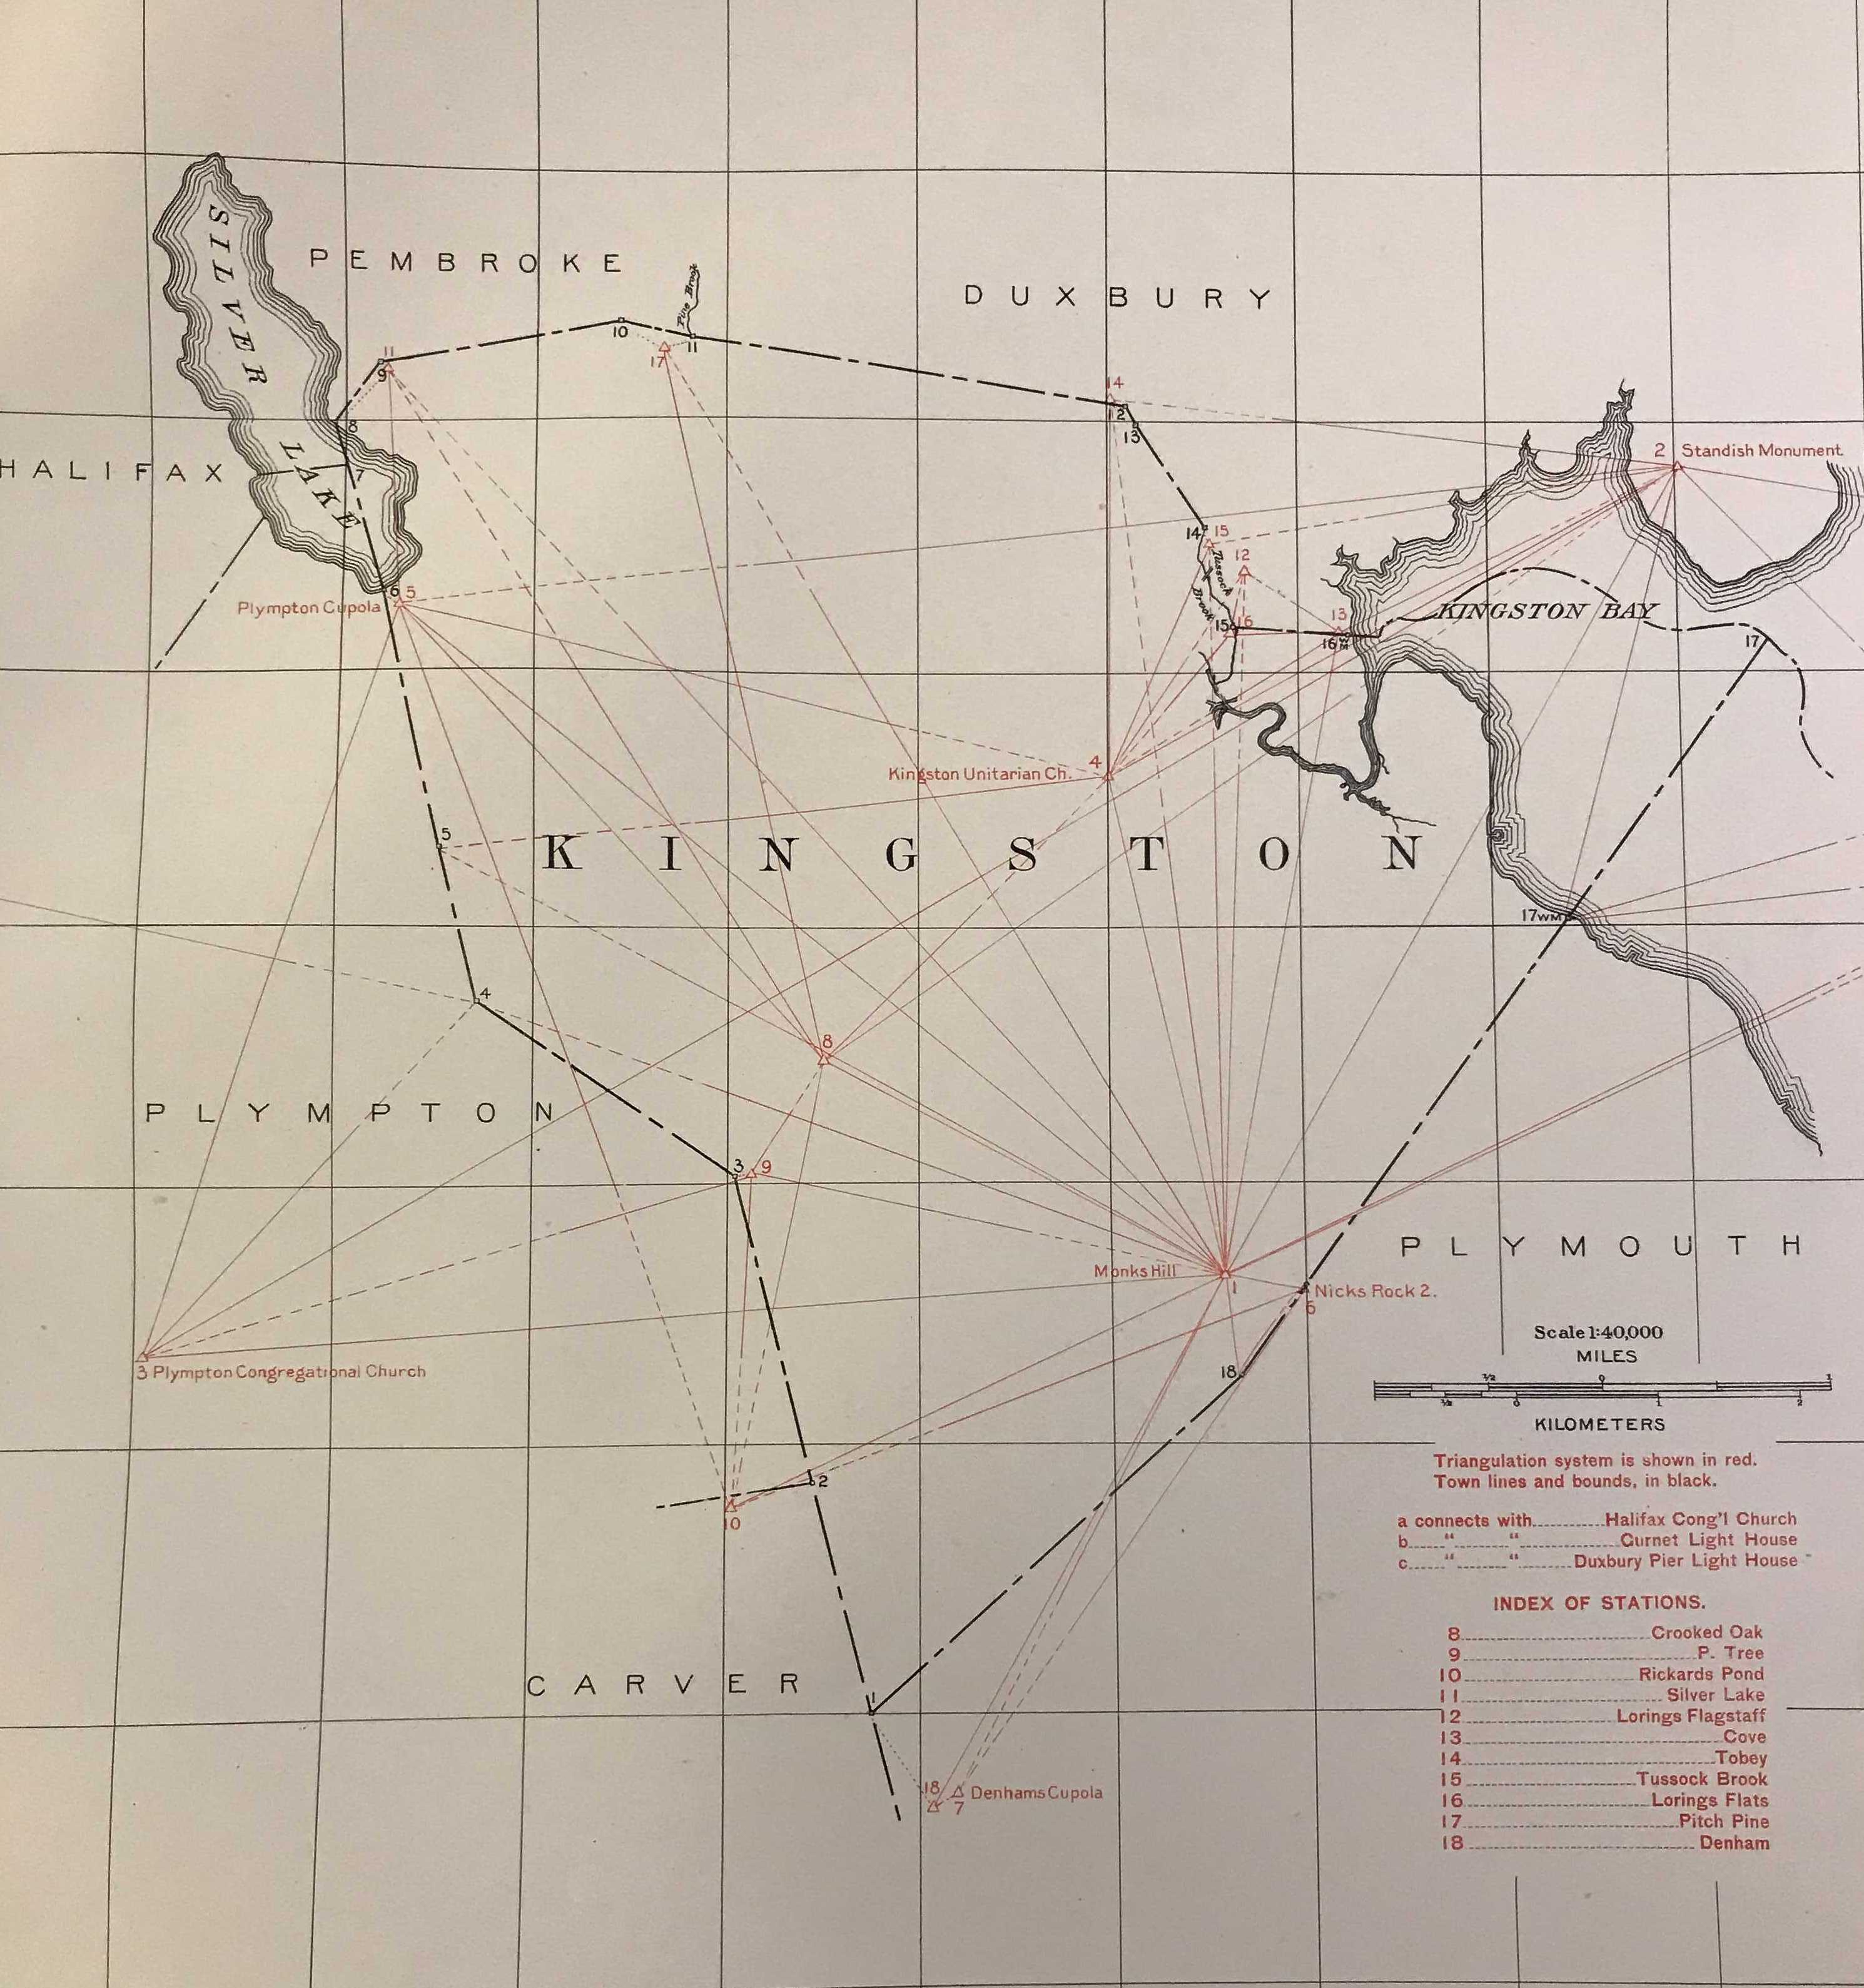 SILVER
PEMBROKE
Pine Brook
DUXBURY
10
11
17
11
9
14
12
13
8
HALIFAX
7
LAKE
2 Standish Monument
14 15
Tussock
Brook
12
6 5
Plympton Cupola
13
15 16
16 WM
KINGSTON BAY
17
Kingston Unitarian Ch. 4
5
KINGSTON
17WM
4
8
PLYMPTON
3 9
PLYMOUTH
Monks Hill
1
Nicks Rock 2.
6
Scale 1:40,000
MILES
1/2 0 1
1/2 0 1 2
KILOMETERS
3 Plympton Congregational Church
18
2
10
Triangulation system is shown in red.
Town lines and bounds, in black.
a connects with Halifax Cong'l Church
b " " Gurnet Light House
c " " Duxbury Pier Light House
INDEX OF STATIONS.
8 Crooked Oak
9 P. Tree
10 Rickards Pond
11 Silver Lake
12 Lorings Flagstaff
13 Cove
14 Tobey
15 Tussock Brook
16 Lorings Flats
17 Pitch Pine
18 Denham
CARVER
1
18
7 Denhams Cupola